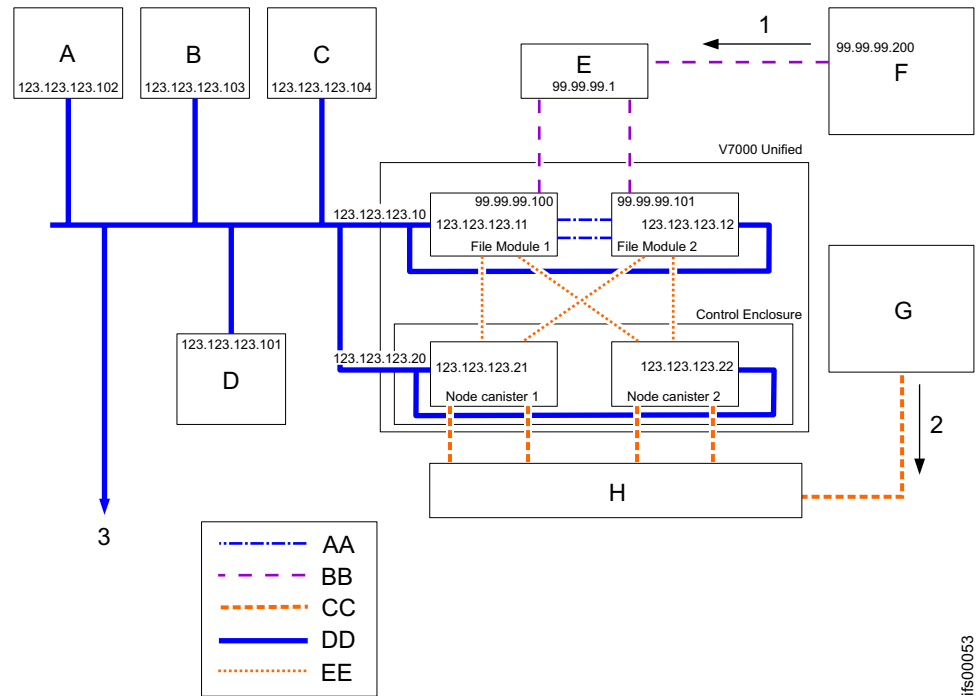 A
123.123.123.102
B
123.123.123.103
C
123.123.123.104
E
99.99.99.1
1
99.99.99.200
F
V7000 Unified
123.123.123.10
99.99.99.100
123.123.123.11
File Module 1
99.99.99.101
123.123.123.12
File Module 2
G
Control Enclosure
123.123.123.101
D
123.123.123.20
123.123.123.21
Node canister 1
123.123.123.22
Node canister 2
2
H
3
AA
BB
CC
DD
EE
ifs00053